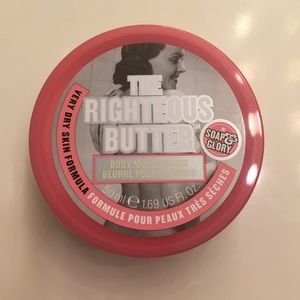 THE
RIGHTEOUS
BUTTER
SOAP&
GLORY
BODY MOISTURISER
BEURRE POUR LE CORPS
50ml e 1.69 US FL. OZ.
VERY DRY SKIN FORMULA
FORMULE POUR PEAUX TRÈS SÈCHES